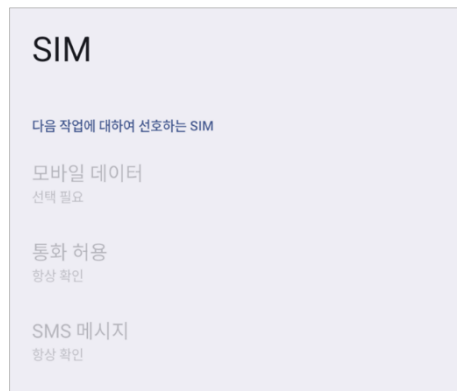 SIM
다음 작업에 대하여 선호하는 SIM
모바일 데이터
선택 필요
통화 허용
항상 확인
SMS 메시지
항상 확인